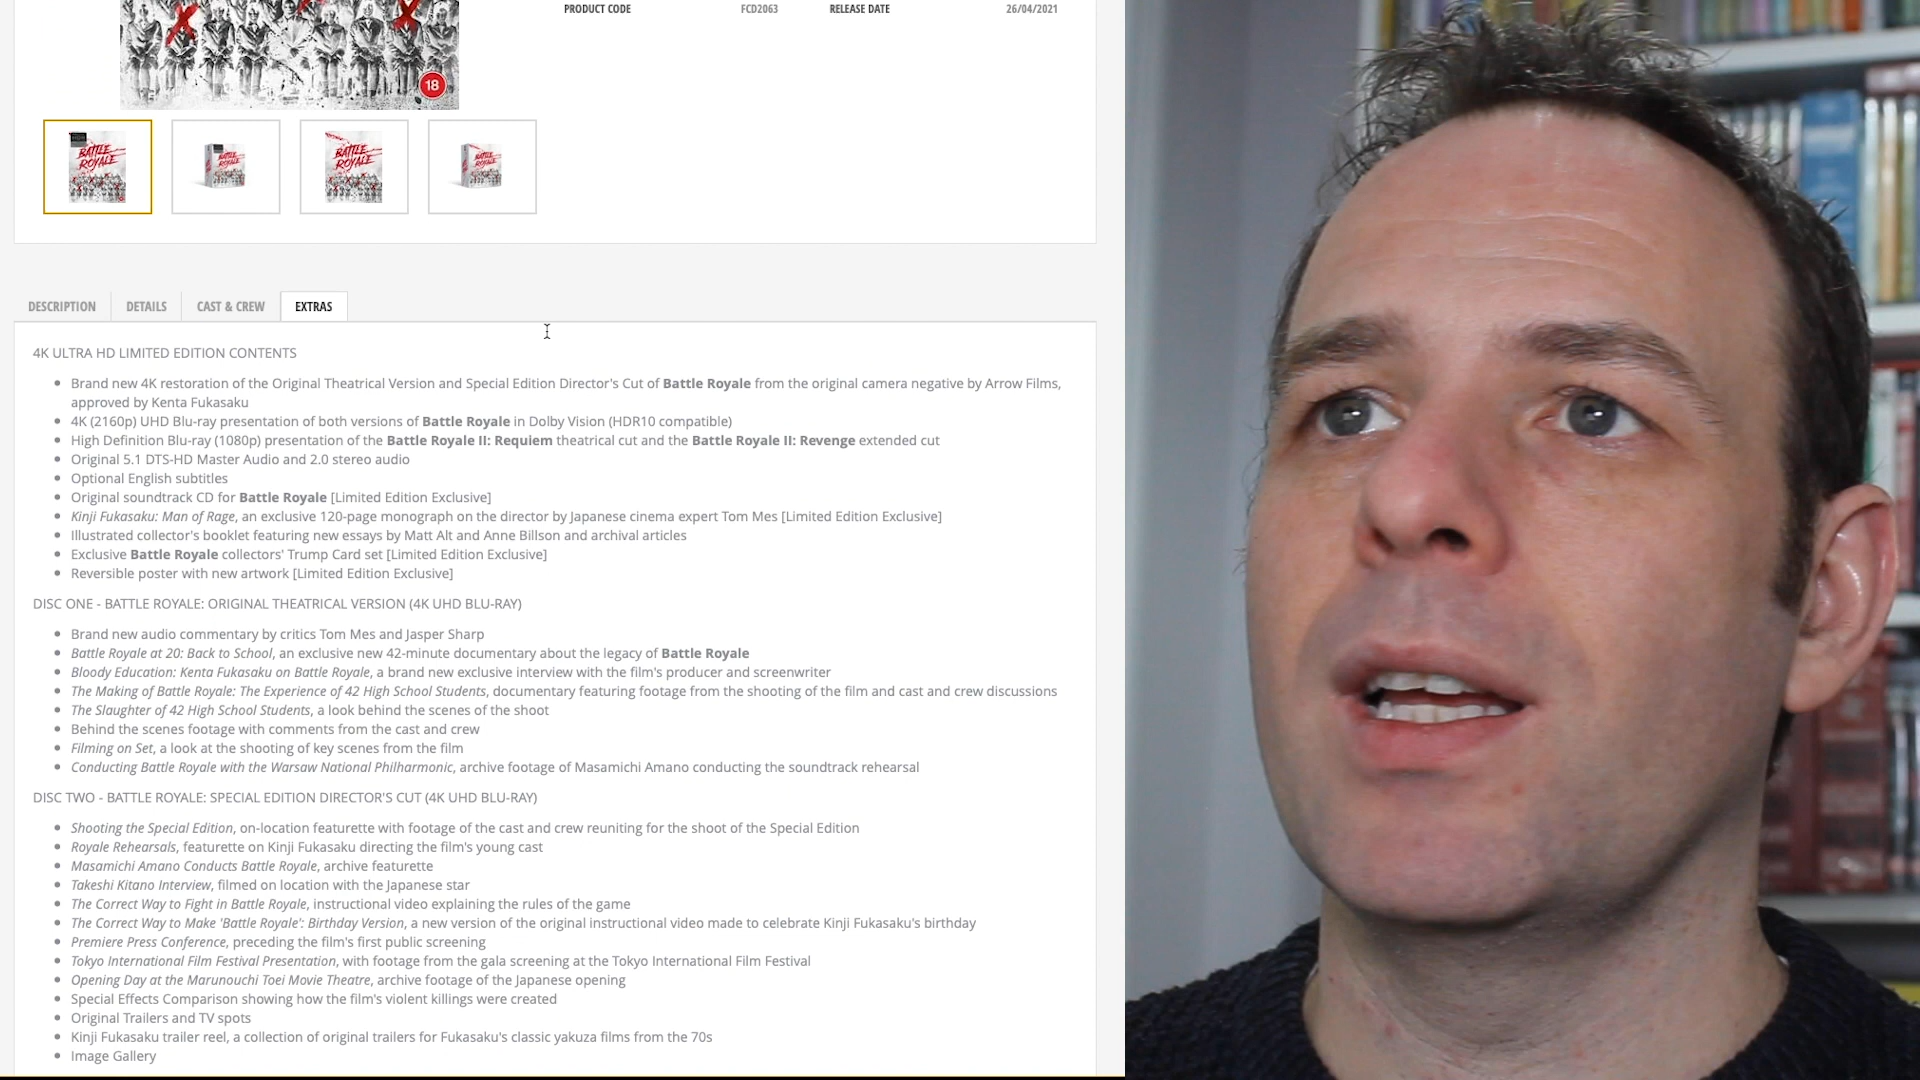 PRODUCT CODE FCD2063 RELEASE DATE 26/04/2021
18
BATTLE ROYALE
BATTLE ROYALE
BATTLE ROYALE
BATTLE ROYALE
DESCRIPTION DETAILS CAST & CREW EXTRAS
4K ULTRA HD LIMITED EDITION CONTENTS
Brand new 4K restoration of the Original Theatrical Version and Special Edition Director's Cut of Battle Royale from the original camera negative by Arrow Films,
approved by Kenta Fukasaku
4K (2160p) UHD Blu-ray presentation of both versions of Battle Royale in Dolby Vision (HDR10 compatible)
High Definition Blu-ray (1080p) presentation of the Battle Royale II: Requiem theatrical cut and the Battle Royale II: Revenge extended cut
Original 5.1 DTS-HD Master Audio and 2.0 stereo audio
Optional English subtitles
Original soundtrack CD for Battle Royale [Limited Edition Exclusive]
Kinji Fukasaku: Man of Rage, an exclusive 120-page monograph on the director by Japanese cinema expert Tom Mes [Limited Edition Exclusive]
Illustrated collector's booklet featuring new essays by Matt Alt and Anne Billson and archival articles
Exclusive Battle Royale collectors' Trump Card set [Limited Edition Exclusive]
Reversible poster with new artwork [Limited Edition Exclusive]
DISC ONE - BATTLE ROYALE: ORIGINAL THEATRICAL VERSION (4K UHD BLU-RAY)
Brand new audio commentary by critics Tom Mes and Jasper Sharp
Battle Royale at 20: Back to School, an exclusive new 42-minute documentary about the legacy of Battle Royale
Bloody Education: Kenta Fukasaku on Battle Royale, a brand new exclusive interview with the film's producer and screenwriter
The Making of Battle Royale: The Experience of 42 High School Students, documentary featuring footage from the shooting of the film and cast and crew discussions
The Slaughter of 42 High School Students, a look behind the scenes of the shoot
Behind the scenes footage with comments from the cast and crew
Filming on Set, a look at the shooting of key scenes from the film
Conducting Battle Royale with the Warsaw National Philharmonic, archive footage of Masamichi Amano conducting the soundtrack rehearsal
DISC TWO - BATTLE ROYALE: SPECIAL EDITION DIRECTOR'S CUT (4K UHD BLU-RAY)
Shooting the Special Edition, on-location featurette with footage of the cast and crew reuniting for the shoot of the Special Edition
Royale Rehearsals, featurette on Kinji Fukasaku directing the film's young cast
Masamichi Amano Conducts Battle Royale, archive featurette
Takeshi Kitano Interview, filmed on location with the Japanese star
The Correct Way to Fight in Battle Royale, instructional video explaining the rules of the game
The Correct Way to Make 'Battle Royale': Birthday Version, a new version of the original instructional video made to celebrate Kinji Fukasaku's birthday
Premiere Press Conference, preceding the film's first public screening
Tokyo International Film Festival Presentation, with footage from the gala screening at the Tokyo International Film Festival
Opening Day at the Marunouchi Toei Movie Theatre, archive footage of the Japanese opening
Special Effects Comparison showing how the film's violent killings were created
Original Trailers and TV spots
Kinji Fukasaku trailer reel, a collection of original trailers for Fukasaku's classic yakuza films from the 70s
Image Gallery